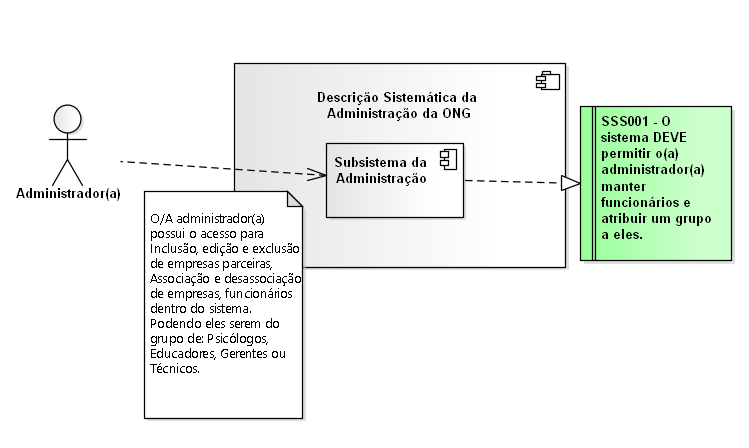 Descrição Sistemática da
Administração da ONG
Administrador(a)
Subsistema da
Administração
SSS001 - O
sistema DEVE
permitir o(a)
administrador(a)
manter
funcionários e
atribuir um grupo
a eles.
O/A administrador(a)
possui o acesso para
Inclusão, edição e exclusão
de empresas parceiras,
Associação e desassociação
de empresas, funcionários
dentro do sistema.
Podendo eles serem do
grupo de: Psicólogos,
Educadores, Gerentes ou
Técnicos.